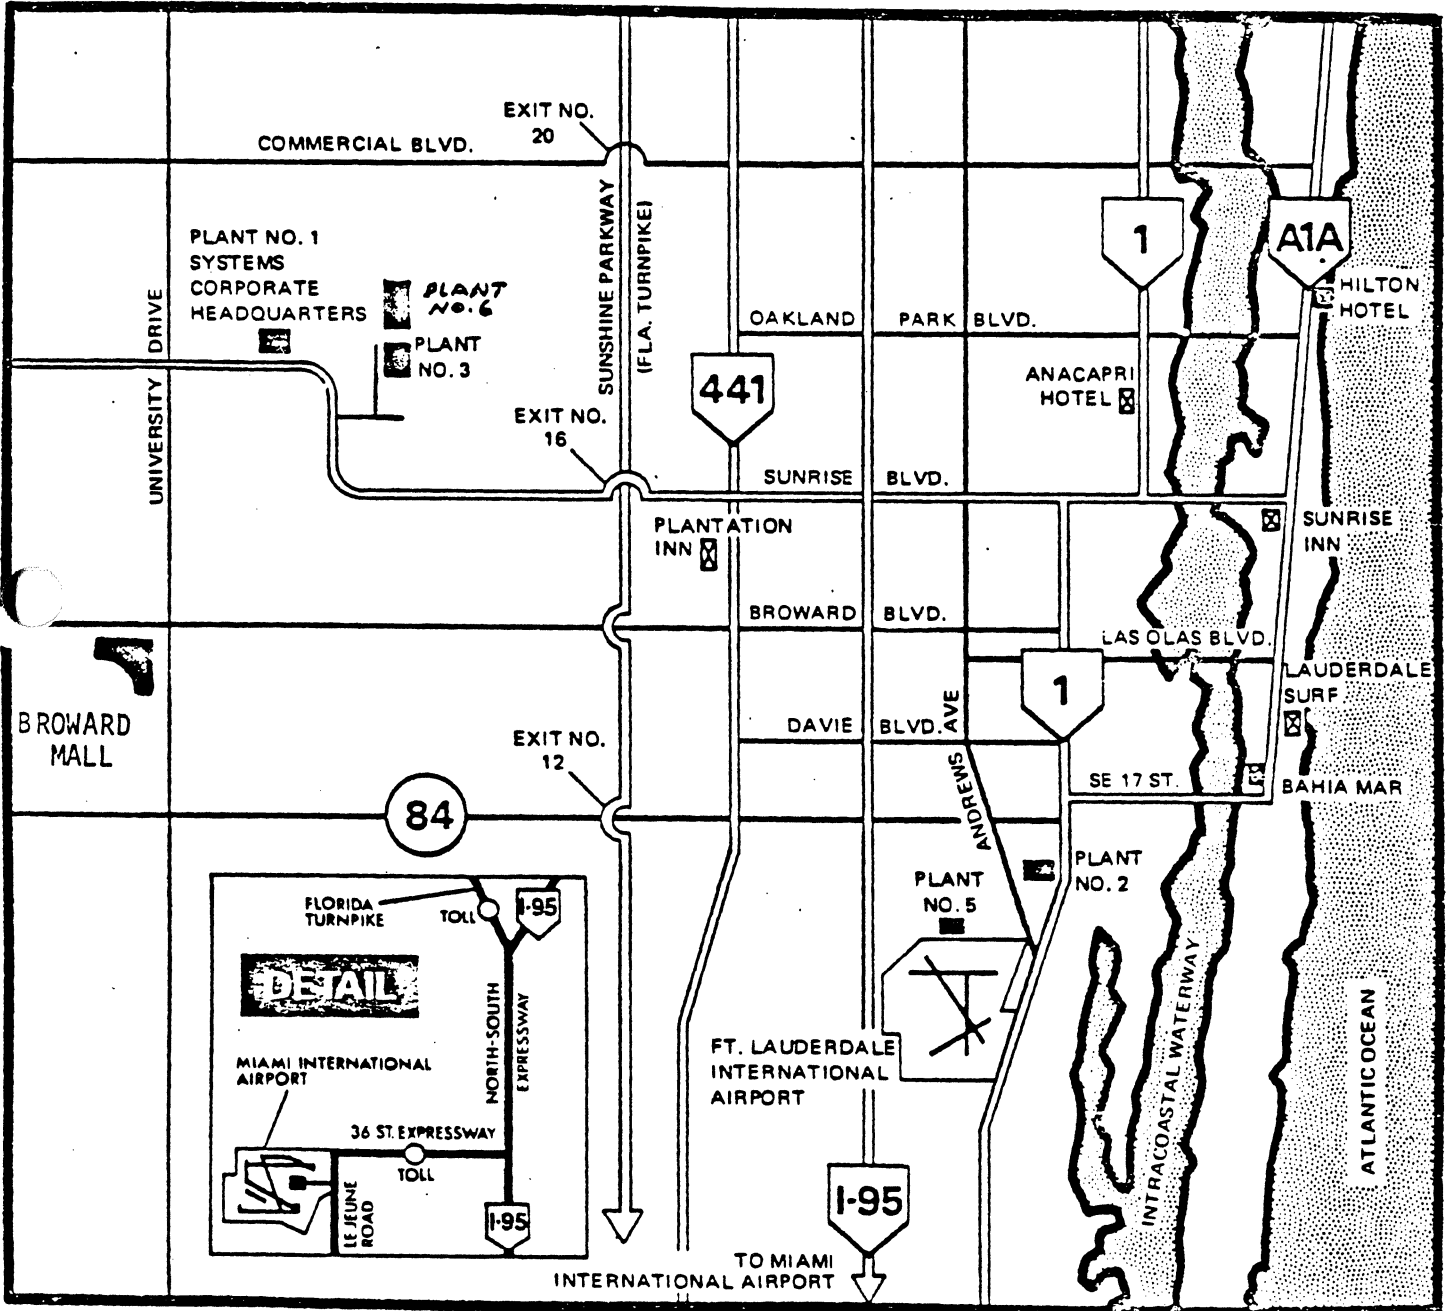 EXIT NO.
20
COMMERCIAL BLVD.
SUNSHINE PARKWAY
(FLA. TURNPIKE)
1
A1A
PLANT NO. 1
SYSTEMS
CORPORATE
HEADQUARTERS
PLANT
NO. 6
PLANT
NO. 3
UNIVERSITY DRIVE
HILTON
HOTEL
OAKLAND PARK BLVD.
441
ANACAPRI
HOTEL
EXIT NO.
16
SUNRISE BLVD.
PLANTATION
INN
SUNRISE
INN
BROWARD BLVD.
LAS OLAS BLVD.
1
LAUDERDALE
SURF
BROWARD
MALL
DAVIE BLVD.
ANDREWS AVE
EXIT NO.
12
SE 17 ST.
BAHIA MAR
84
PLANT
NO. 2
PLANT
NO. 5
FLORIDA
TURNPIKE
TOLL
I-95
DETAIL
NORTH-SOUTH
EXPRESSWAY
MIAMI INTERNATIONAL
AIRPORT
36 ST. EXPRESSWAY
TOLL
LE JEUNE
ROAD
I-95
FT. LAUDERDALE
INTERNATIONAL
AIRPORT
INTRACOASTAL WATERWAY
ATLANTIC OCEAN
I-95
TO MIAMI
INTERNATIONAL AIRPORT